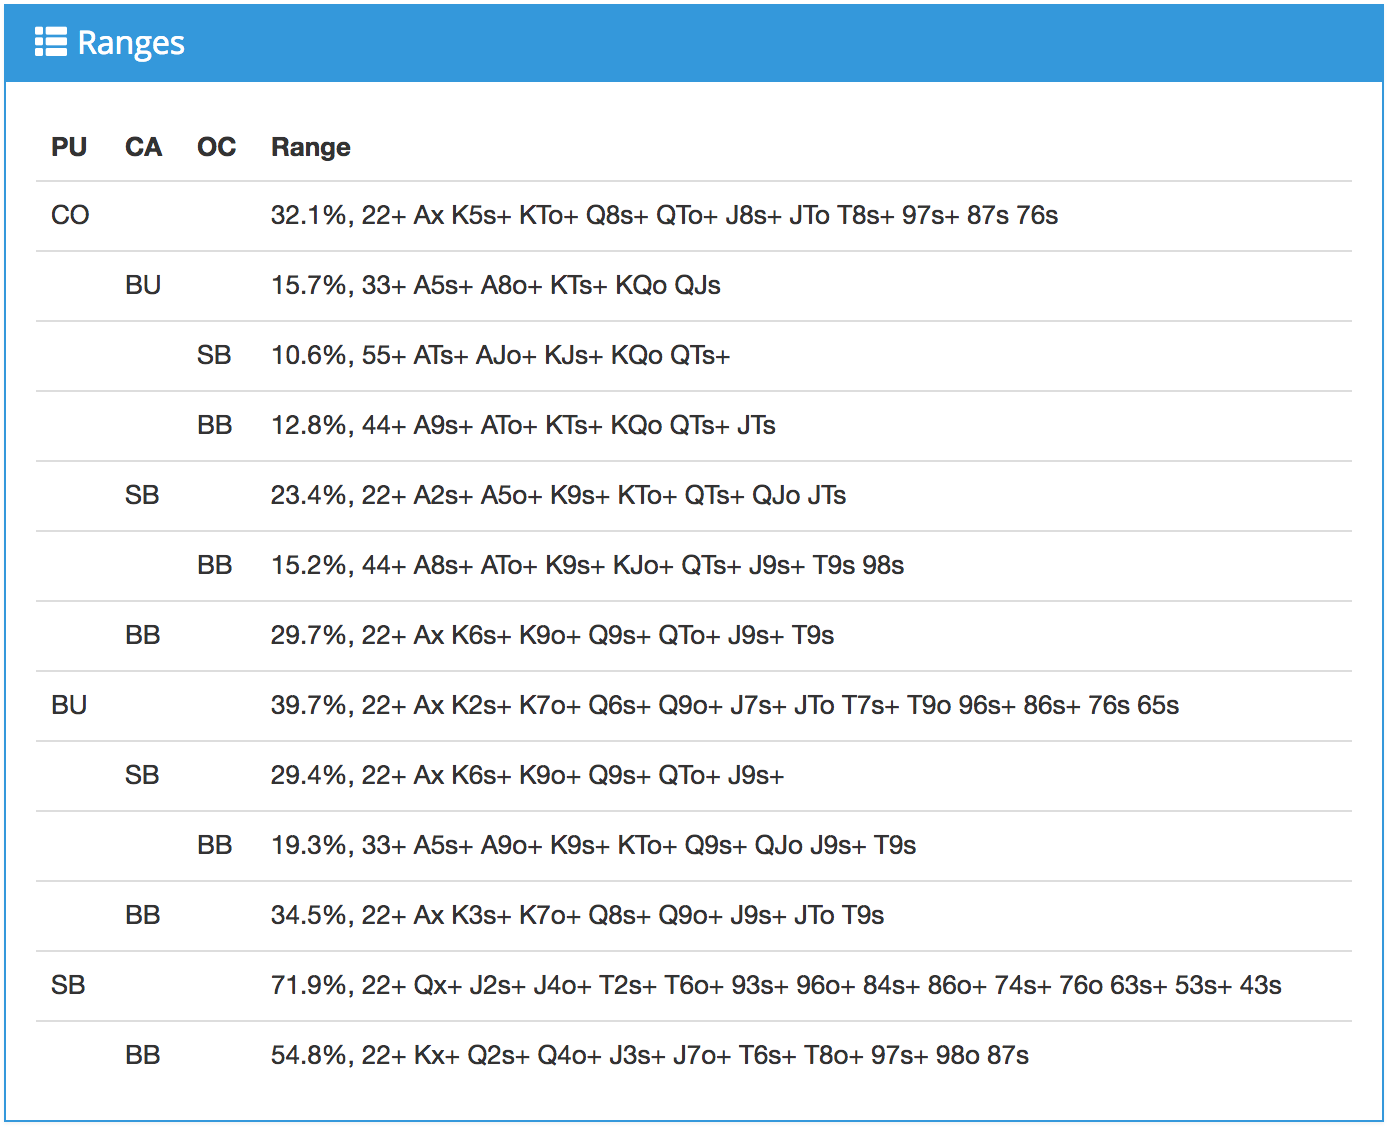 Ranges
PU CA OC Range
CO 32.1%, 22+ Ax K5s+ KTo+ Q8s+ QTo+ J8s+ JTo T8s+ 97s+ 87s 76s
BU 15.7%, 33+ A5s+ A8o+ KTs+ KQo QJs
SB 10.6%, 55+ ATs+ AJo+ KJs+ KQo QTs+
BB 12.8%, 44+ A9s+ ATo+ KTs+ KQo QTs+ JTs
SB 23.4%, 22+ A2s+ A5o+ K9s+ KTo+ QTs+ QJo JTs
BB 15.2%, 44+ A8s+ ATo+ K9s+ KJo+ QTs+ J9s+ T9s 98s
BB 29.7%, 22+ Ax K6s+ K9o+ Q9s+ QTo+ J9s+ T9s
BU 39.7%, 22+ Ax K2s+ K7o+ Q6s+ Q9o+ J7s+ JTo T7s+ T9o 96s+ 86s+ 76s 65s
SB 29.4%, 22+ Ax K6s+ K9o+ Q9s+ QTo+ J9s+
BB 19.3%, 33+ A5s+ A9o+ K9s+ KTo+ Q9s+ QJo J9s+ T9s
BB 34.5%, 22+ Ax K3s+ K7o+ Q8s+ Q9o+ J9s+ JTo T9s
SB 71.9%, 22+ Qx+ J2s+ J4o+ T2s+ T6o+ 93s+ 96o+ 84s+ 86o+ 74s+ 76o 63s+ 53s+ 43s
BB 54.8%, 22+ Kx+ Q2s+ Q4o+ J3s+ J7o+ T6s+ T8o+ 97s+ 98o 87s